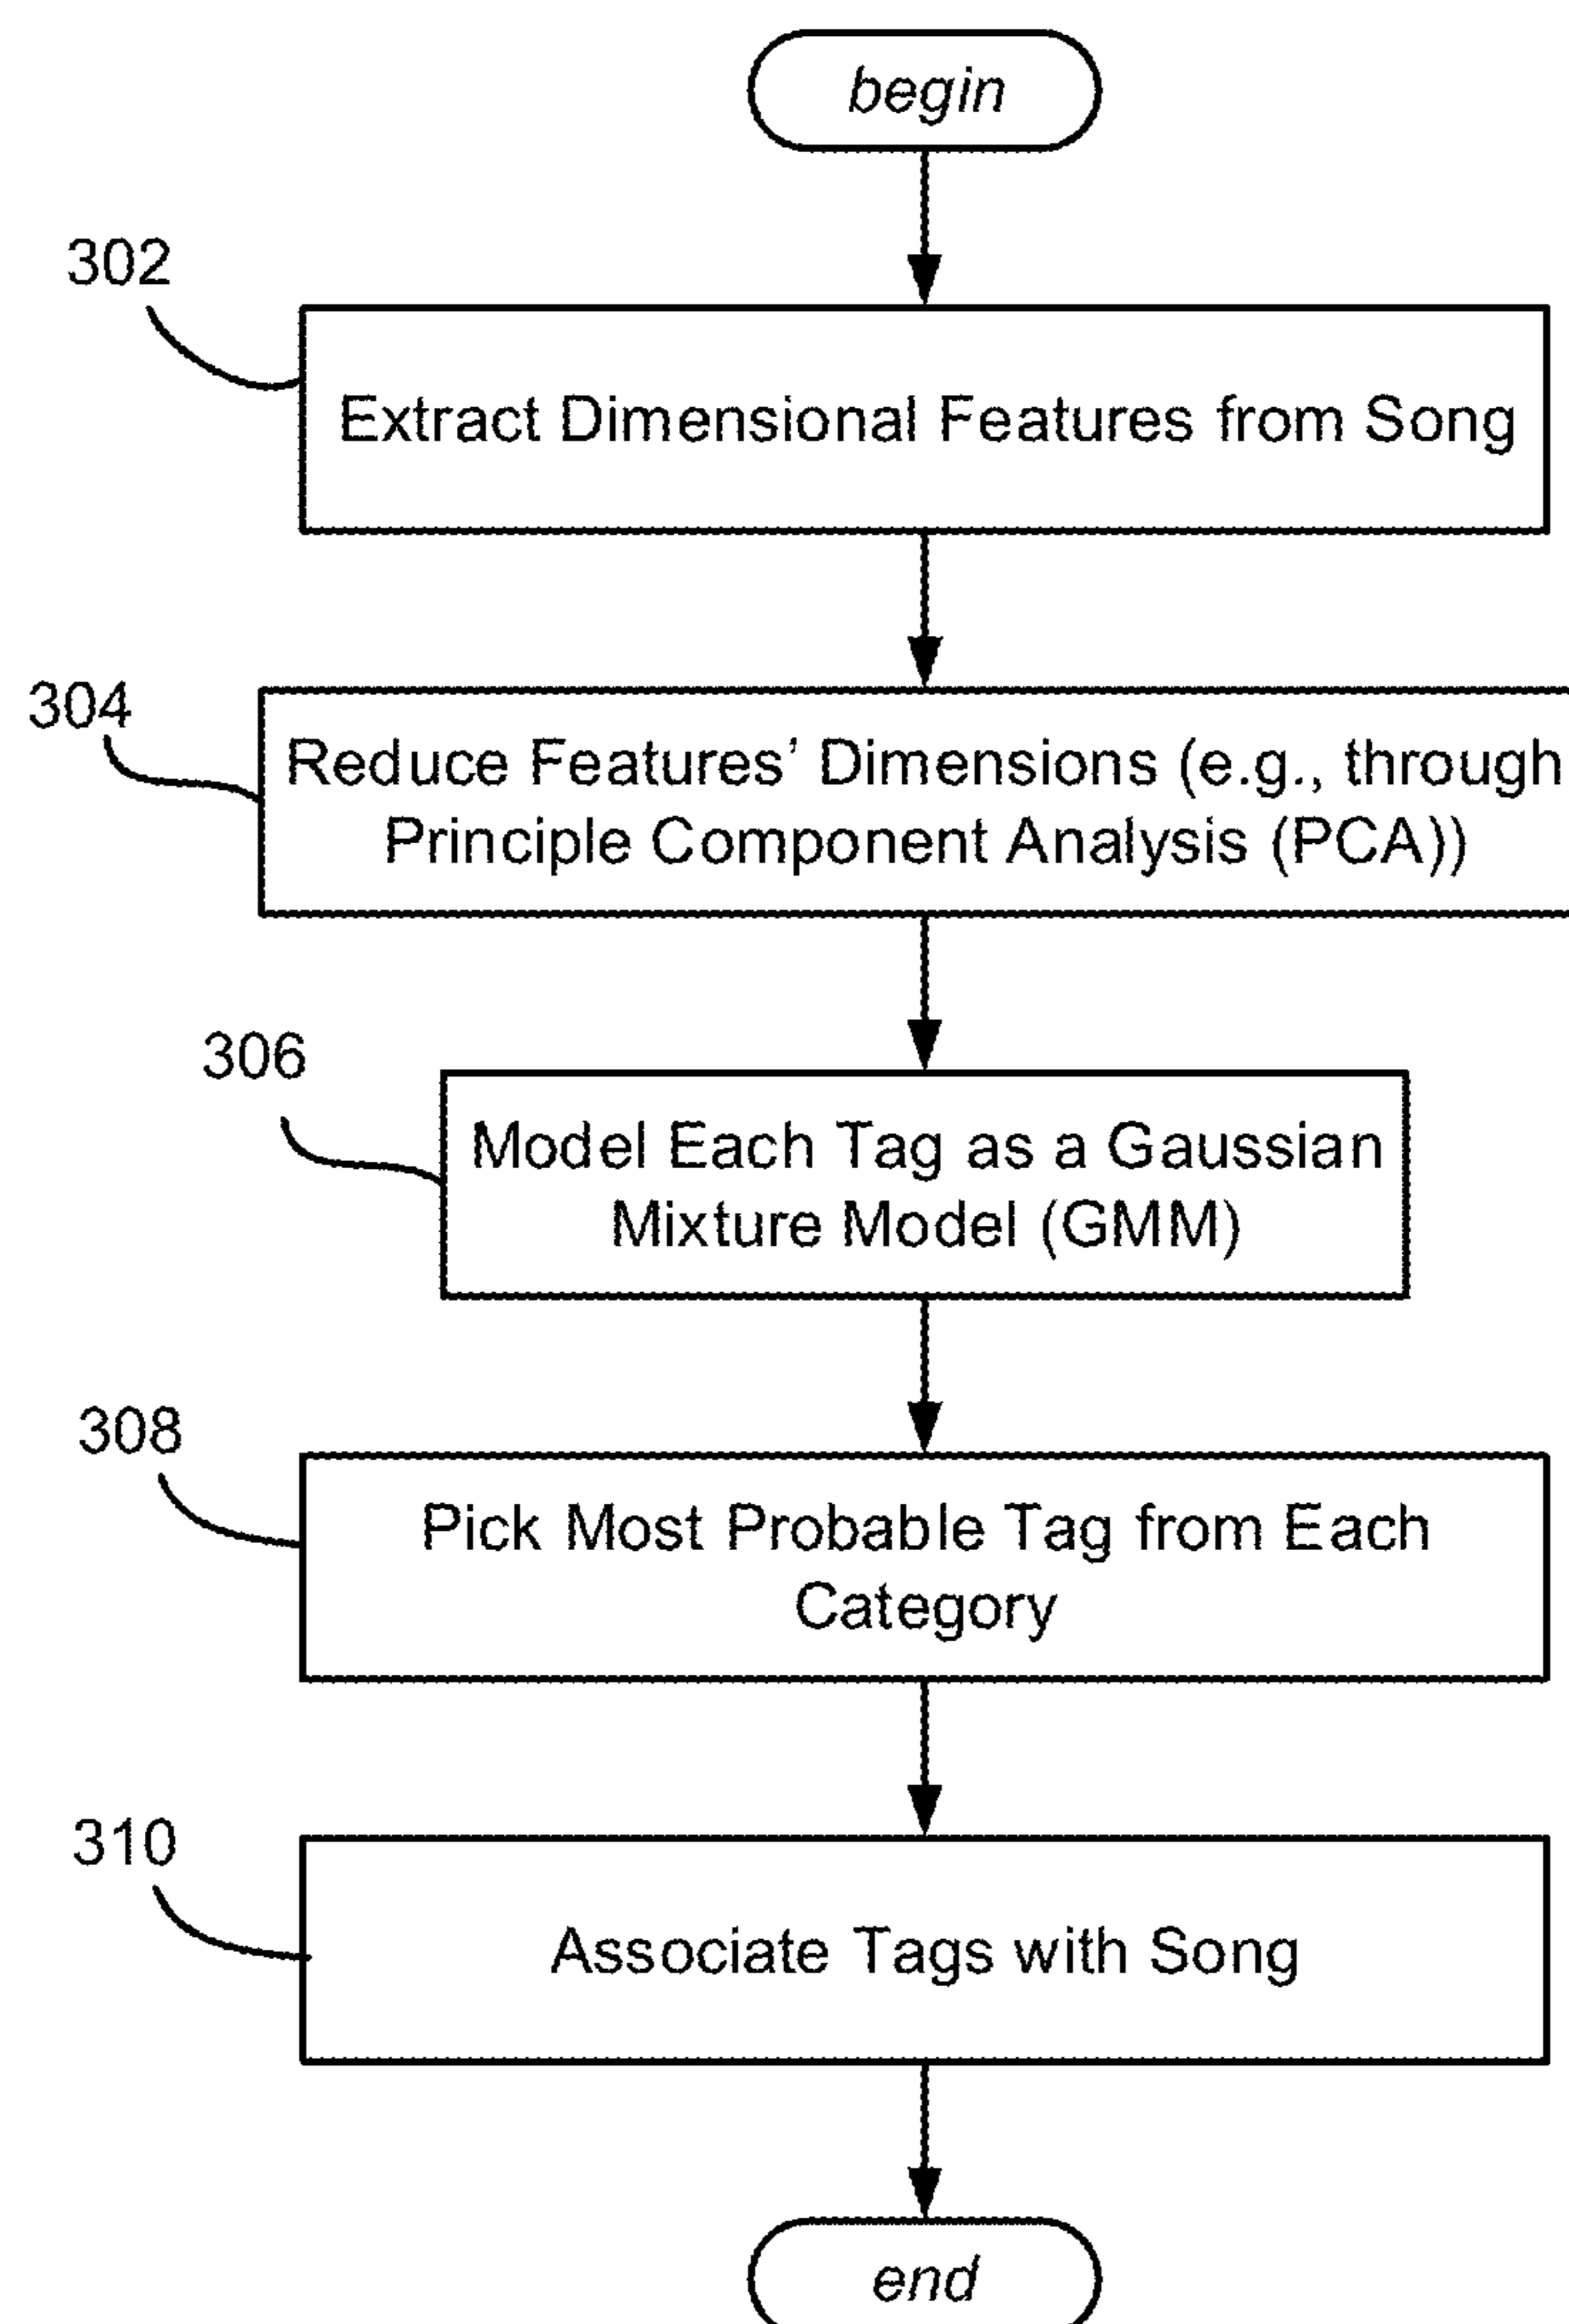 begin
302
Extract Dimensional Features from Song
304
Reduce Features’ Dimensions (e.g., through
Principle Component Analysis (PCA))
306
Model Each Tag as a Gaussian
Mixture Model (GMM)
308
Pick Most Probable Tag from Each
Category
310
Associate Tags with Song
end